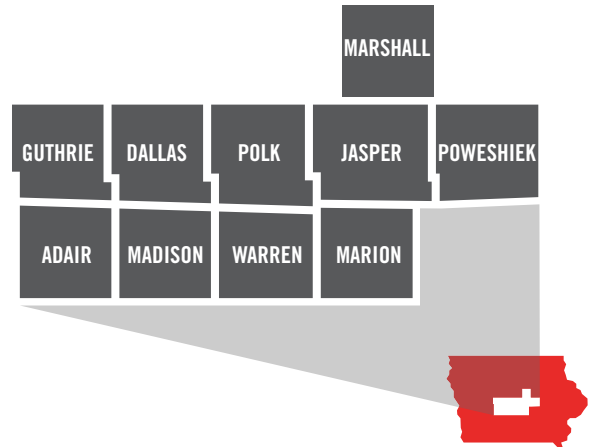 MARSHALL
GUTHRIE DALLAS POLK JASPER POWESHIEK
ADAIR MADISON WARREN MARION